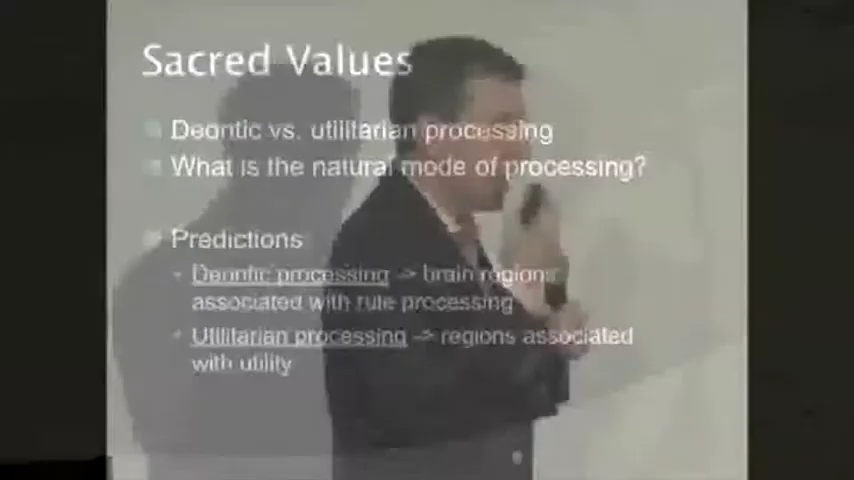 Sacred Values
Deontic vs. utilitarian processing
What is the natural mode of processing?
Predictions
- Deontic processing -> brain regions
associated with rule processing
- Utilitarian processing -> regions associated
with utility